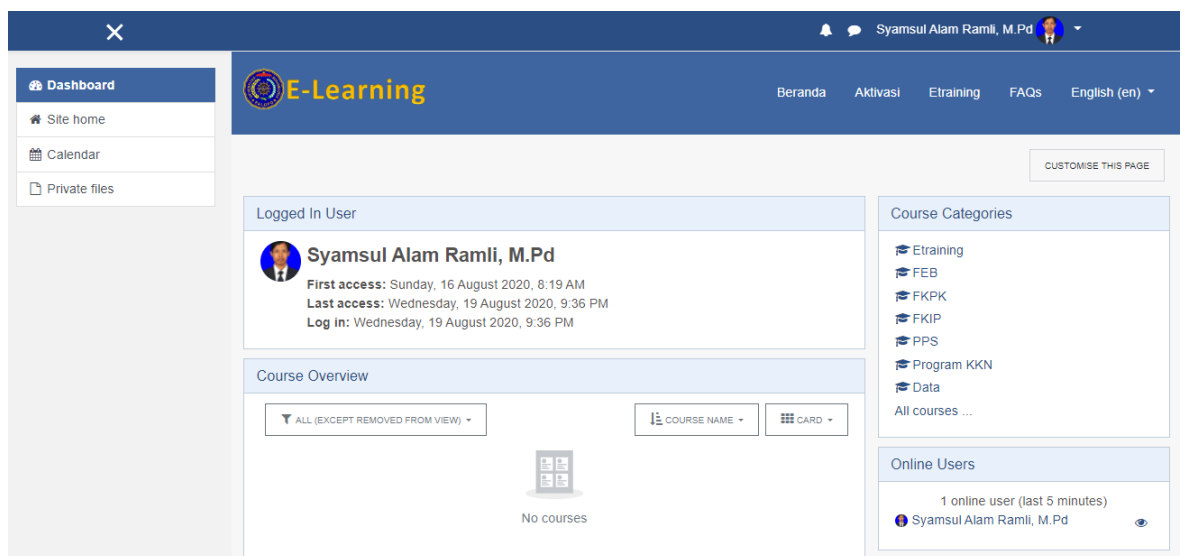 Syamsul Alam Ramli, M.Pd
Dashboard
Site home
Calendar
Private files
E-Learning
Beranda Aktivasi Etraining FAQs English (en)
CUSTOMISE THIS PAGE
Logged In User
Syamsul Alam Ramli, M.Pd
First access: Sunday, 16 August 2020, 8:19 AM
Last access: Wednesday, 19 August 2020, 9:36 PM
Log in: Wednesday, 19 August 2020, 9:36 PM
Course Overview
ALL (EXCEPT REMOVED FROM VIEW) COURSE NAME CARD
No courses
Course Categories
Etraining
FEB
FKPK
FKIP
PPS
Program KKN
Data
All courses ...
Online Users
1 online user (last 5 minutes)
Syamsul Alam Ramli, M.Pd